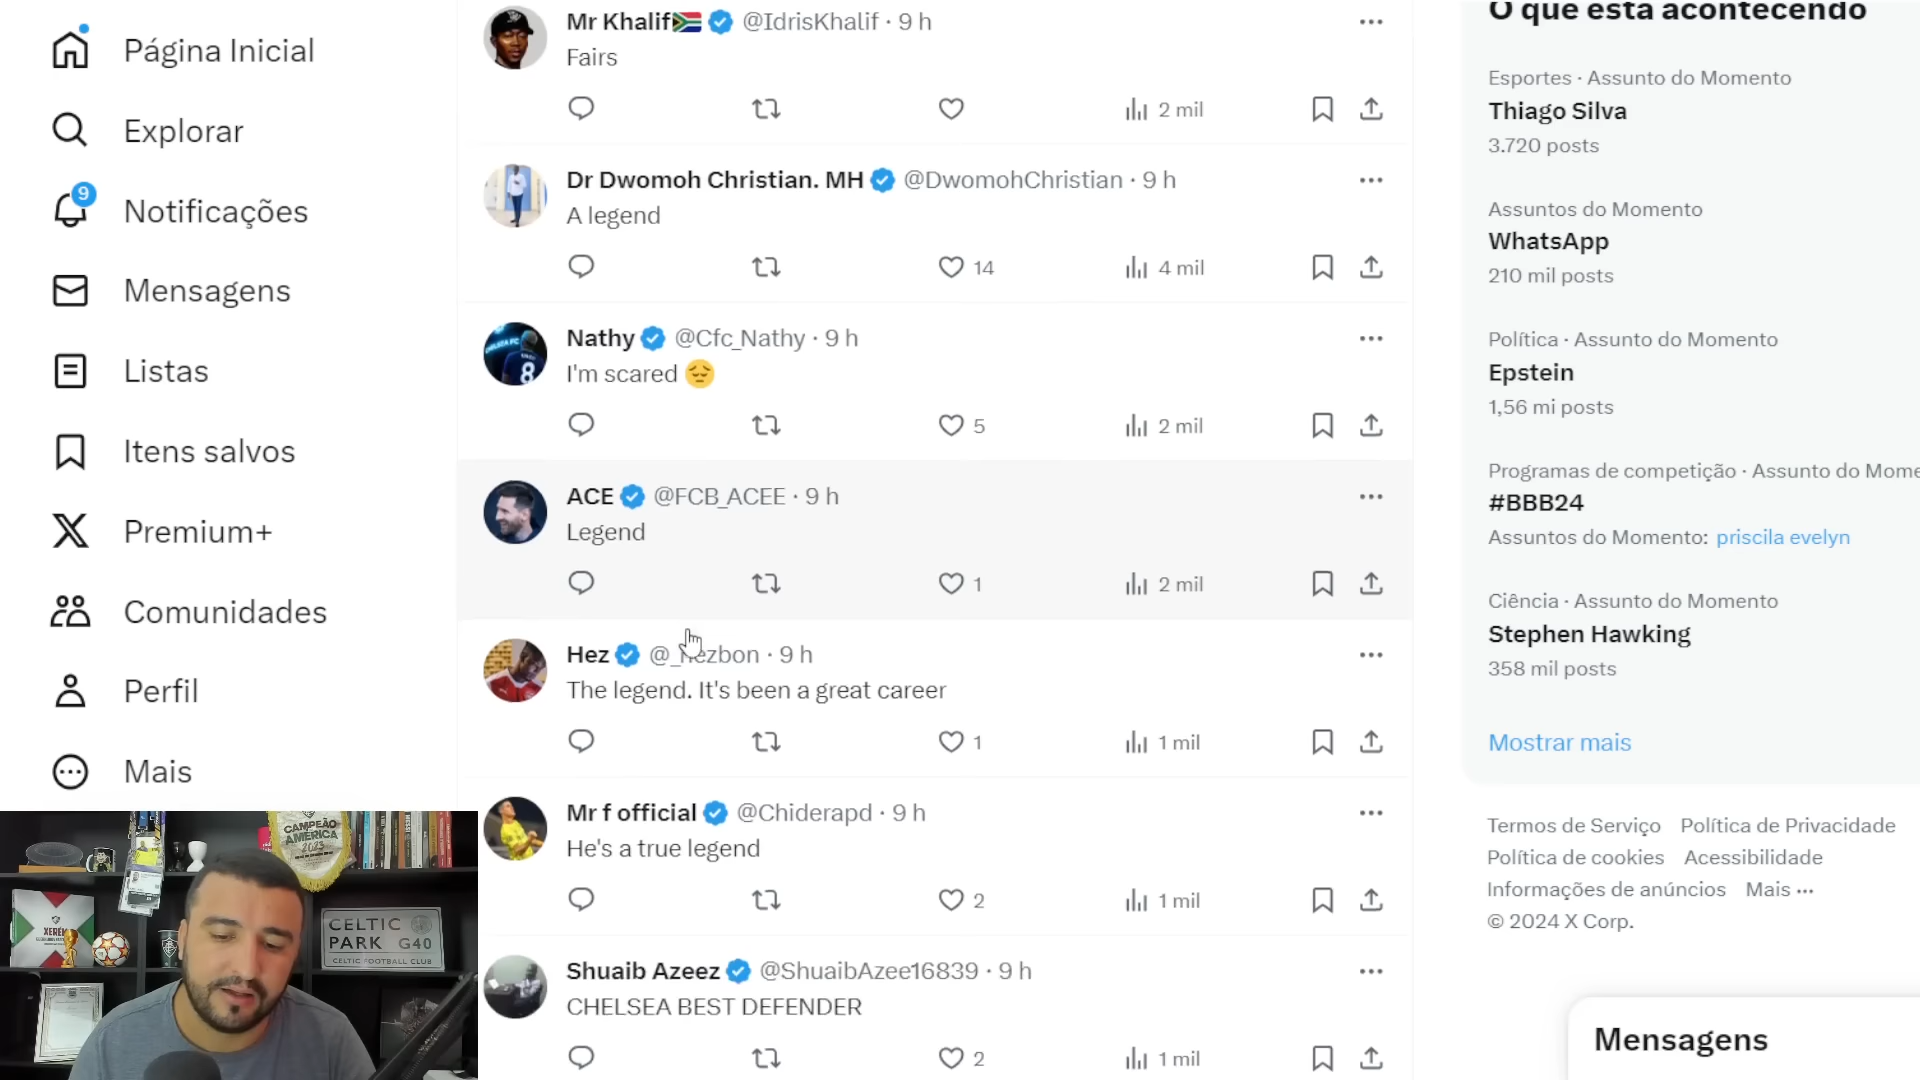 Página Inicial
Explorar
9
Notificações
Mensagens
Listas
Itens salvos
Premium+
Comunidades
Perfil
Mais
Mr Khalif @IdrisKhalif · 9 h
Fairs
2 mil
Dr Dwomoh Christian. MH @DwomohChristian · 9 h
A legend
14 4 mil
Nathy @Cfc_Nathy · 9 h
I'm scared 😔
5 2 mil
ACE @FCB_ACEE · 9 h
Legend
1 2 mil
Hez @_hezbon · 9 h
The legend. It's been a great career
1 1 mil
Mr f official @Chiderapd · 9 h
He's a true legend
2 1 mil
Shuaib Azeez @ShuaibAzee16839 · 9 h
CHELSEA BEST DEFENDER
2 1 mil
O que está acontecendo
Esportes · Assunto do Momento
Thiago Silva
3.720 posts
Assuntos do Momento
WhatsApp
210 mil posts
Política · Assunto do Momento
Epstein
1,56 mi posts
Programas de competição · Assunto do Mome
#BBB24
Assuntos do Momento: priscila evelyn
Ciência · Assunto do Momento
Stephen Hawking
358 mil posts
Mostrar mais
Termos de Serviço Política de Privacidade
Política de cookies Acessibilidade
Informações de anúncios Mais ···
© 2024 X Corp.
Mensagens
CAMPEÃO
AMÉRICA
2023
CELTIC
PARK G40
CELTIC FOOTBALL CLUB